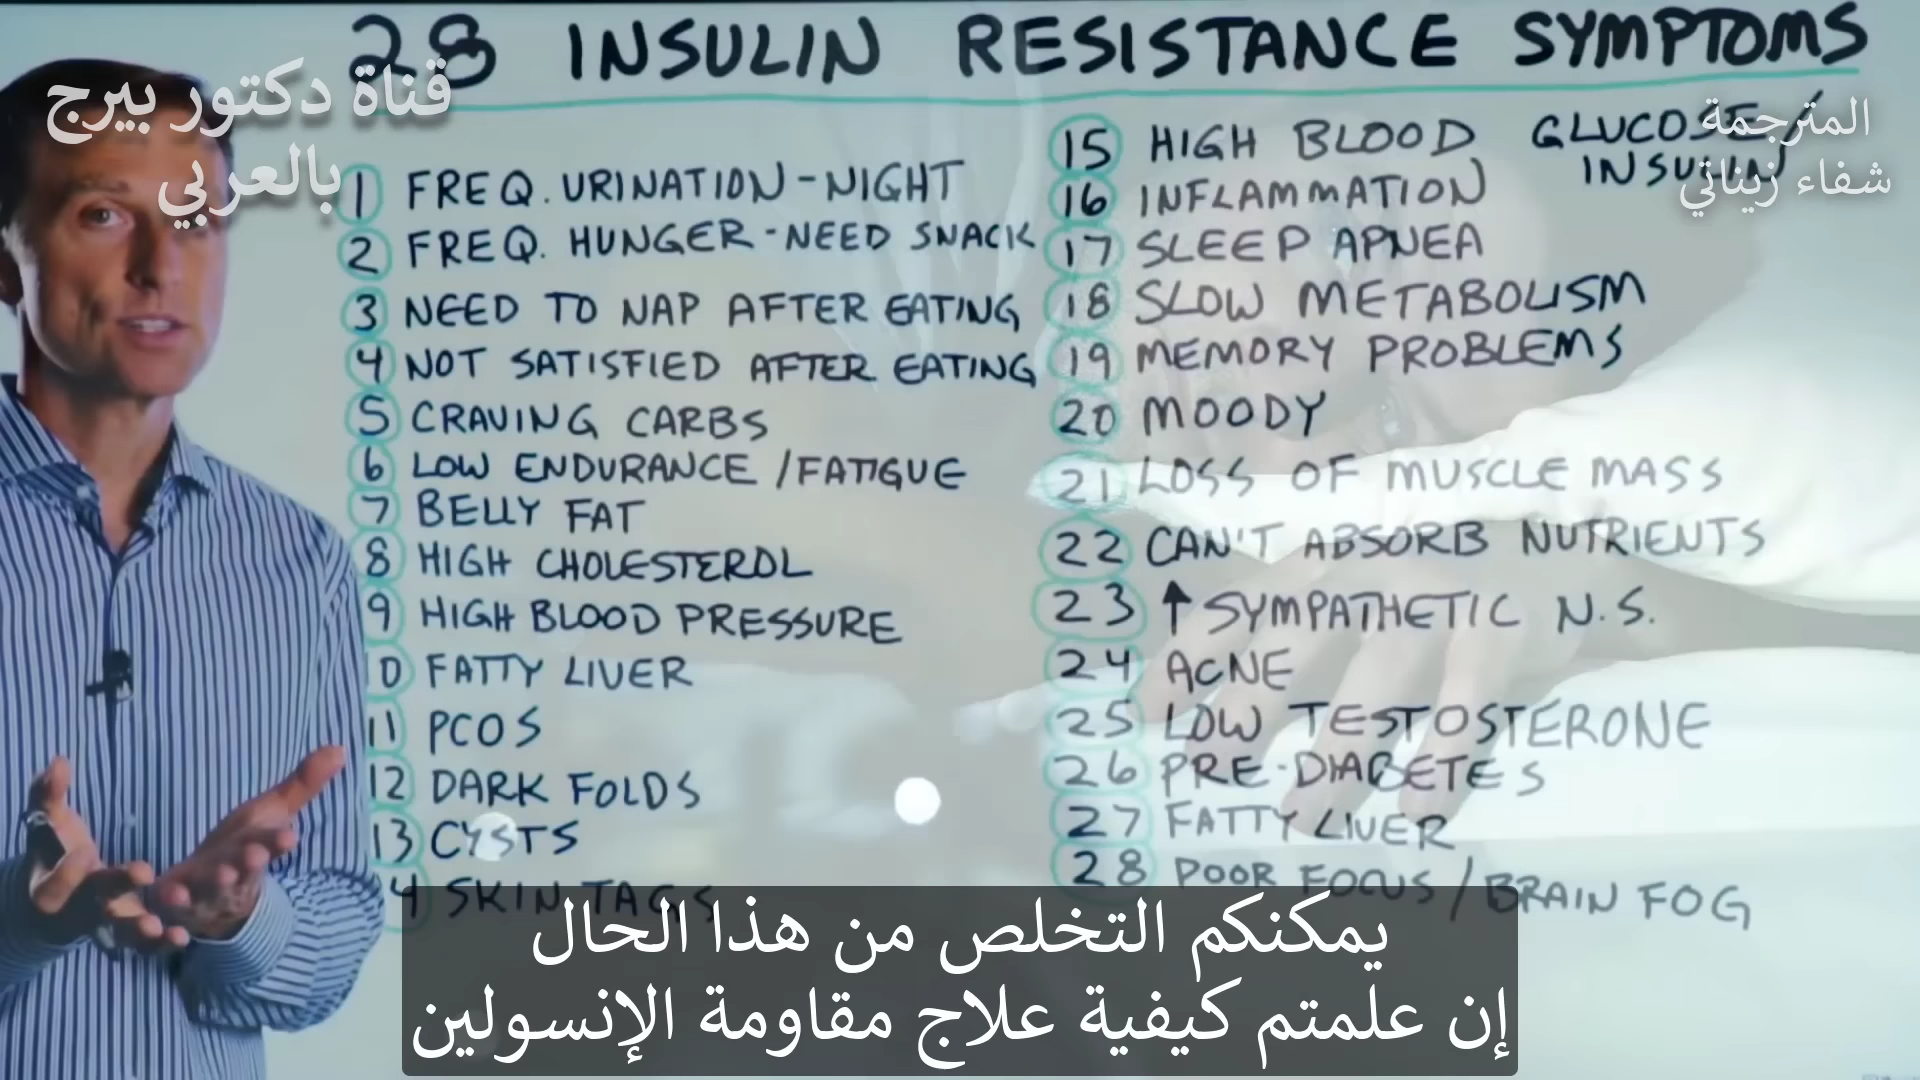 28 INSULIN RESISTANCE SYMPTOMS
قناة دكتور بيرج
بالعربي
المترجمة
شفاء زيناتي
1 FREQ. URINATION - NIGHT
2 FREQ. HUNGER - NEED SNACK
3 NEED TO NAP AFTER EATING
4 NOT SATISFIED AFTER EATING
5 CRAVING CARBS
6 LOW ENDURANCE / FATIGUE
7 BELLY FAT
8 HIGH CHOLESTEROL
9 HIGH BLOOD PRESSURE
10 FATTY LIVER
11 PCOS
12 DARK FOLDS
13 CYSTS
14 SKIN TAGS
15 HIGH BLOOD GLUCOSE /
INSULIN
16 INFLAMMATION
17 SLEEP APNEA
18 SLOW METABOLISM
19 MEMORY PROBLEMS
20 MOODY
21 LOSS OF MUSCLE MASS
22 CAN'T ABSORB NUTRIENTS
23 ↑ SYMPATHETIC N.S.
24 ACNE
25 LOW TESTOSTERONE
26 PRE-DIABETES
27 FATTY LIVER
28 POOR FOCUS / BRAIN FOG
يمكنكم التخلص من هذا الحال
إن علمتم كيفية علاج مقاومة الإنسولين